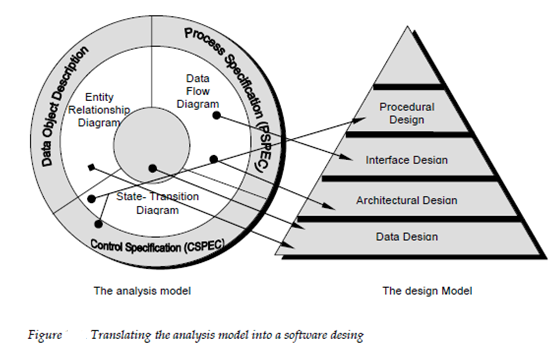 Data Object Description
Process Specification (PSPEC)
Entity
Relationship
Diagram
Data
Flow
Diagram
State- Transition
Diagram
Control Specification (CSPEC)
Procedural
Design
Interface Design
Architectural Design
Data Design
The analysis model
The design Model
Figure Translating the analysis model into a software desing